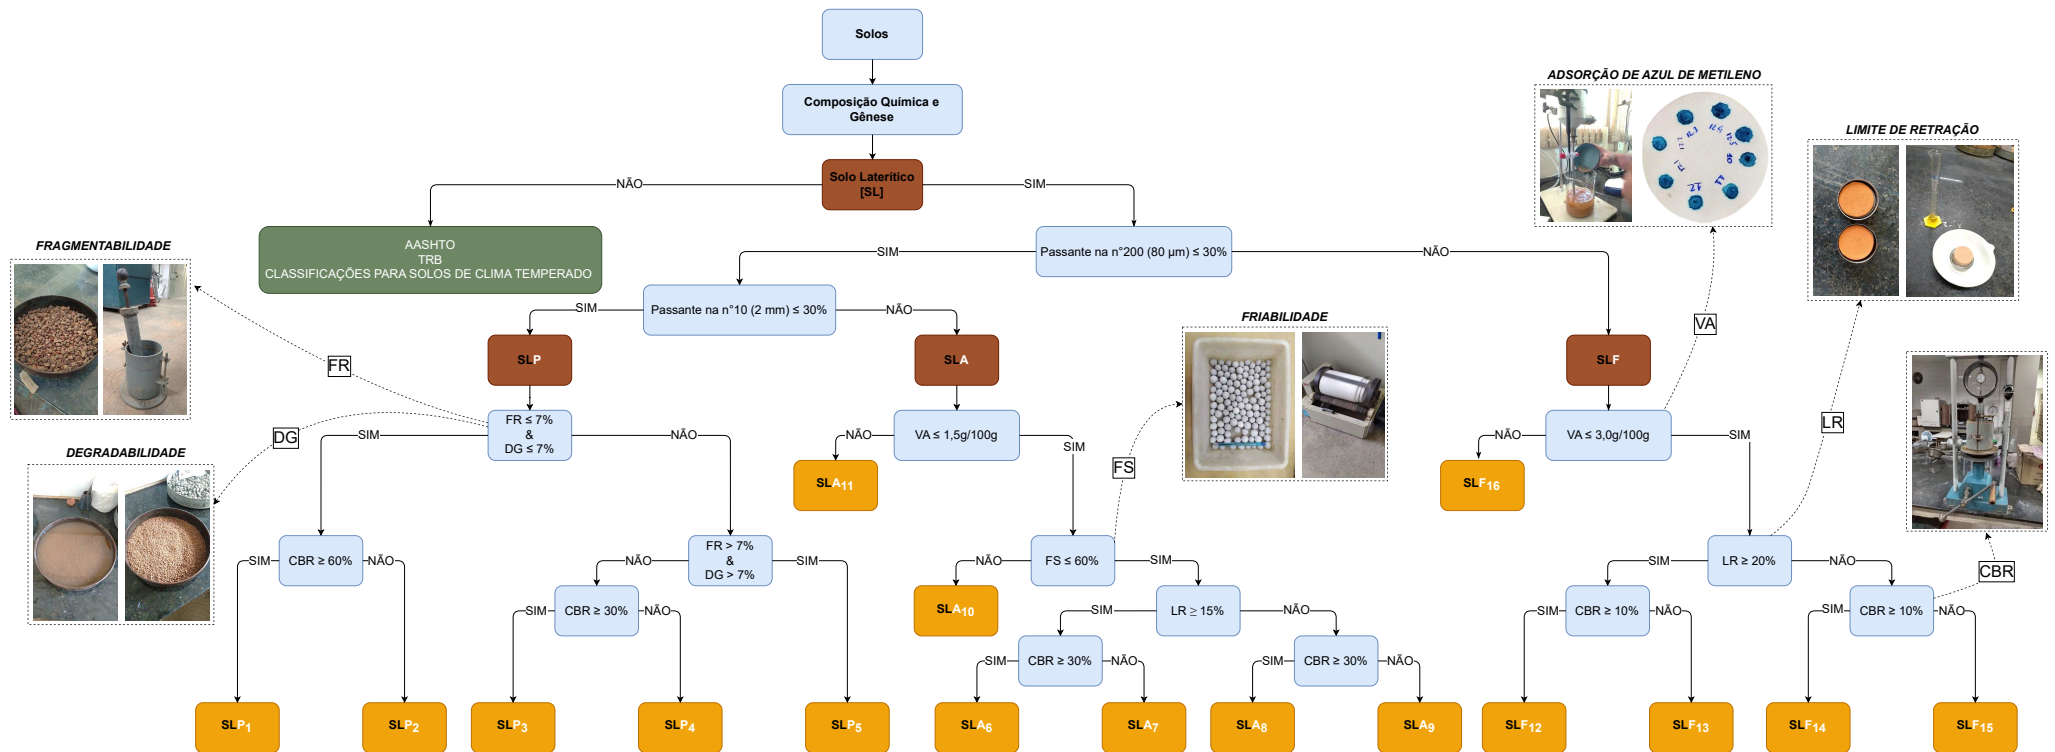 Solos
Composição Química e
Gênese
Solo Laterítico
[SL]
NÃO
SIM
AASHTO
TRB
CLASSIFICAÇÕES PARA SOLOS DE CLIMA TEMPERADO
Passante na n°200 (80 µm) ≤ 30%
SIM
NÃO
Passante na n°10 (2 mm) ≤ 30%
SIM
NÃO
SLP
SLA
SLF
FRAGMENTABILIDADE
FR
DEGRADABILIDADE
DG
FRIABILIDADE
FS
ADSORÇÃO DE AZUL DE METILENO
VA
LIMITE DE RETRAÇÃO
LR
CBR
FR ≤ 7%
&
DG ≤ 7%
SIM
NÃO
VA ≤ 1,5g/100g
NÃO
SIM
VA ≤ 3,0g/100g
NÃO
SIM
SLA11
SLF16
CBR ≥ 60%
SIM
NÃO
FR > 7%
&
DG > 7%
NÃO
SIM
FS ≤ 60%
NÃO
SIM
LR ≥ 20%
SIM
NÃO
CBR ≥ 30%
SIM
NÃO
SLA10
LR ≥ 15%
SIM
NÃO
CBR ≥ 10%
SIM
NÃO
CBR ≥ 10%
SIM
NÃO
CBR ≥ 30%
SIM
NÃO
CBR ≥ 30%
SIM
NÃO
SLP1
SLP2
SLP3
SLP4
SLP5
SLA6
SLA7
SLA8
SLA9
SLF12
SLF13
SLF14
SLF15